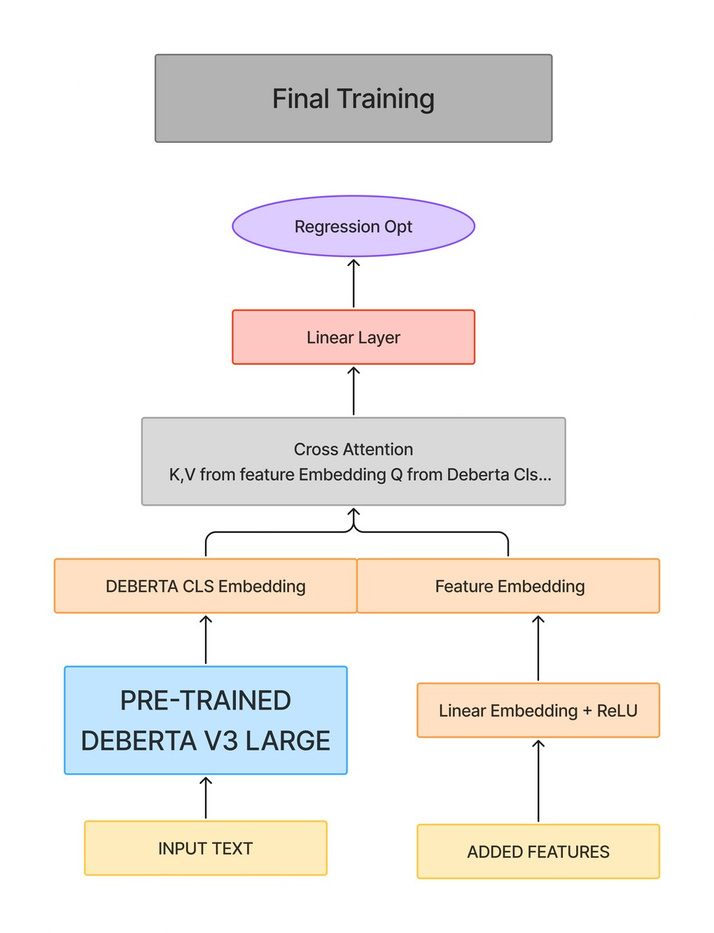 Final Training
Regression Opt
Linear Layer
Cross Attention
K,V from feature Embedding Q from Deberta Cls...
DEBERTA CLS Embedding
Feature Embedding
PRE-TRAINED
DEBERTA V3 LARGE
Linear Embedding + ReLU
INPUT TEXT
ADDED FEATURES